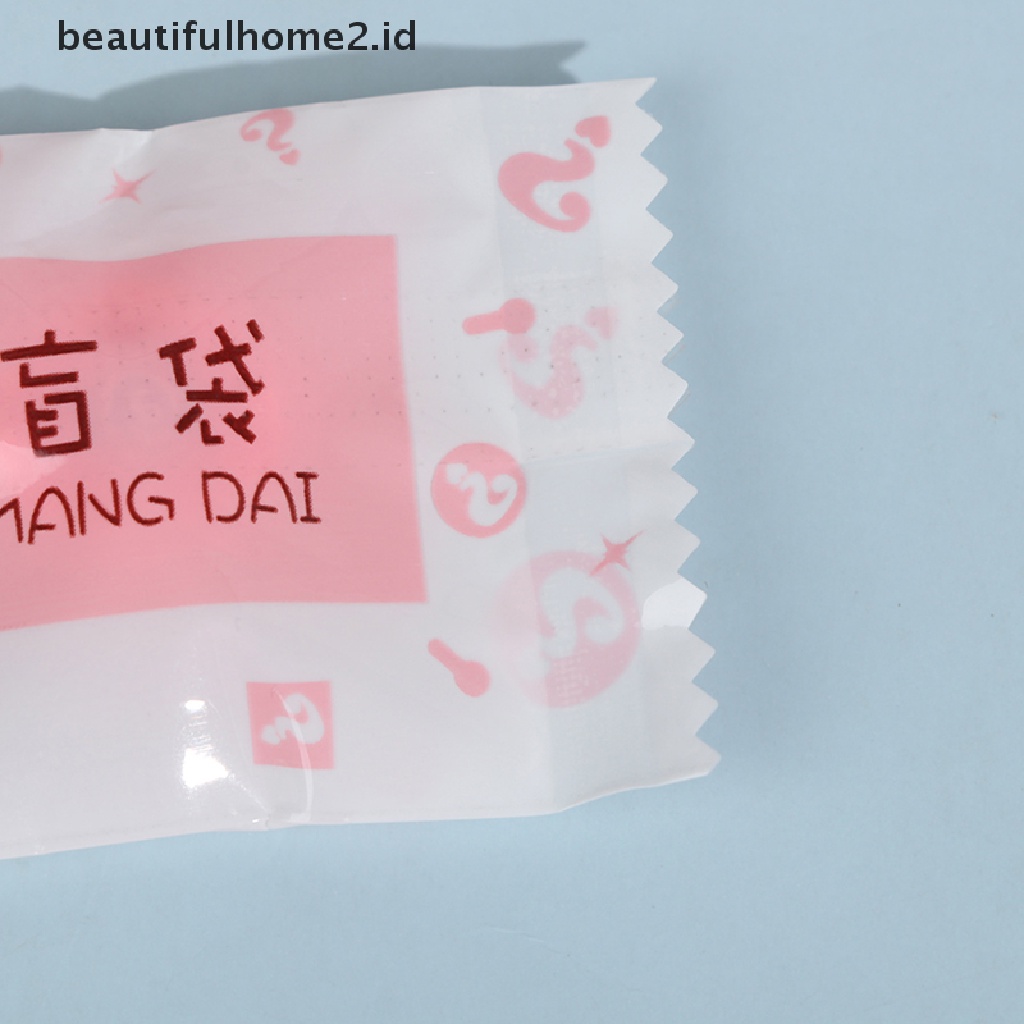 beautifulhome2.id
盲袋
MANG DAI